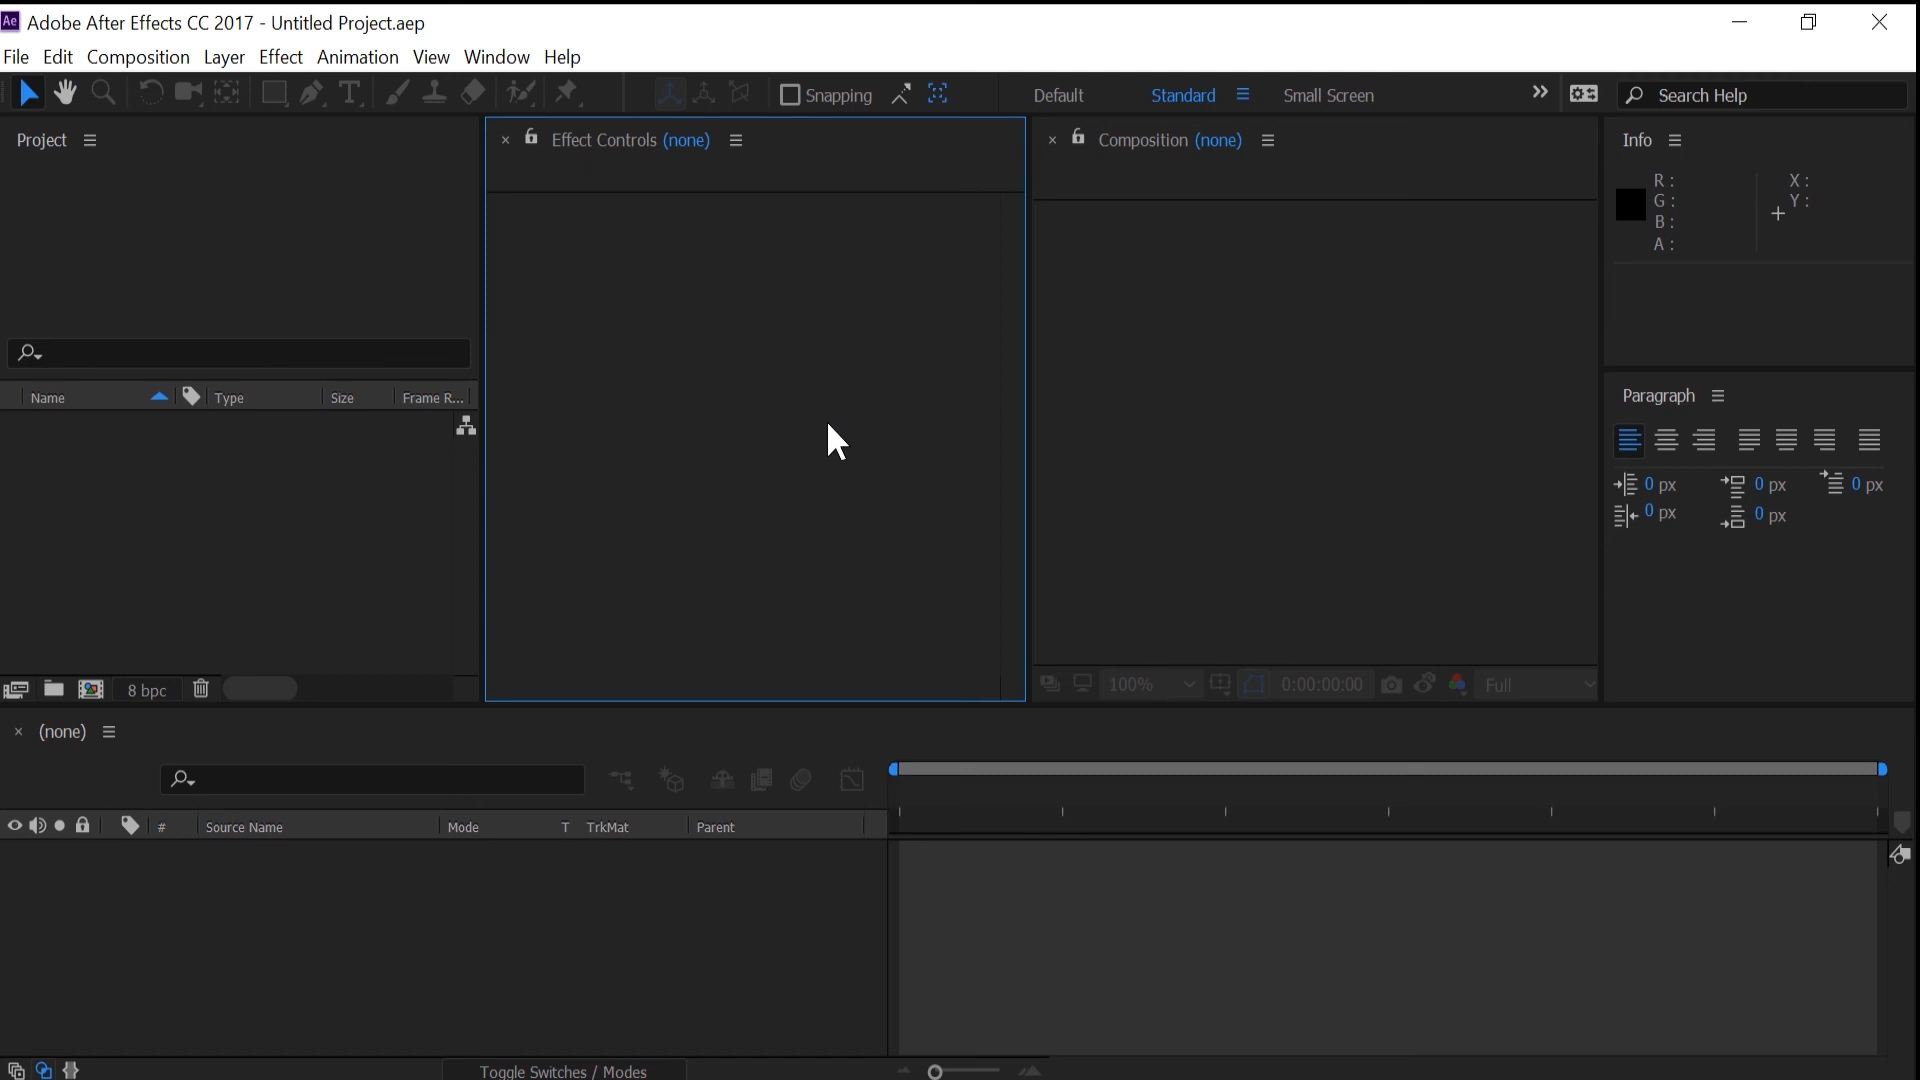 Ae Adobe After Effects CC 2017 - Untitled Project.aep
File Edit Composition Layer Effect Animation View Window Help
T Snapping Default Standard Small Screen Search Help
Project
Effect Controls (none)
Composition (none)
Info
R:
G:
B:
A:
X:
Y:
Name Type Size Frame R...
Paragraph
0 px 0 px 0 px
0 px 0 px
8 bpc
100% 0:00:00:00 Full
(none)
# Source Name Mode T TrkMat Parent
Toggle Switches / Modes